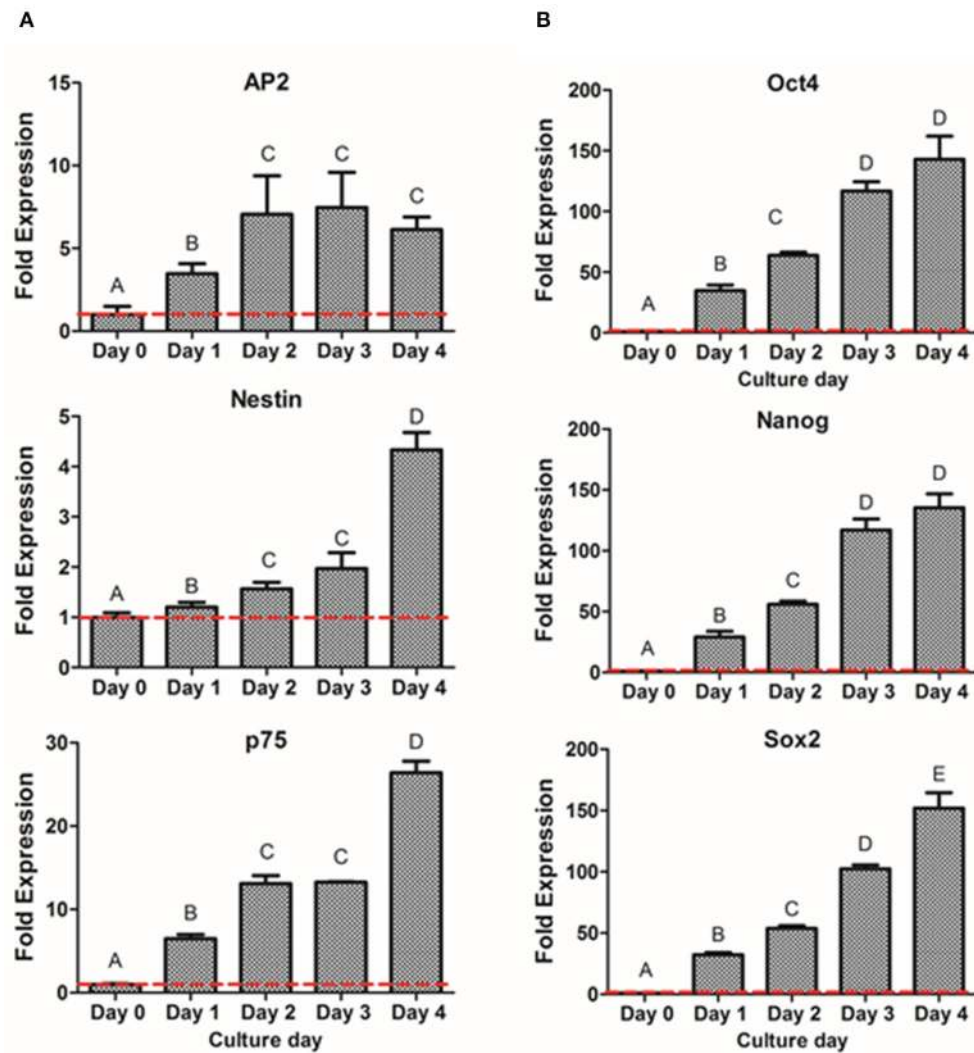 A
AP2
Fold Expression
15
10
5
0
A
B
C
C
C
Day 0 Day 1 Day 2 Day 3 Day 4
Nestin
Fold Expression
5
4
3
2
1
0
A
B
C
C
D
Day 0 Day 1 Day 2 Day 3 Day 4
p75
Fold Expression
30
20
10
0
A
B
C
C
D
Day 0 Day 1 Day 2 Day 3 Day 4
Culture day
B
Oct4
Fold Expression
200
150
100
50
0
A
B
C
D
D
Day 0 Day 1 Day 2 Day 3 Day 4
Culture day
Nanog
Fold Expression
200
150
100
50
0
A
B
C
D
D
Day 0 Day 1 Day 2 Day 3 Day 4
Sox2
Fold Expression
200
150
100
50
0
A
B
C
D
E
Day 0 Day 1 Day 2 Day 3 Day 4
Culture day